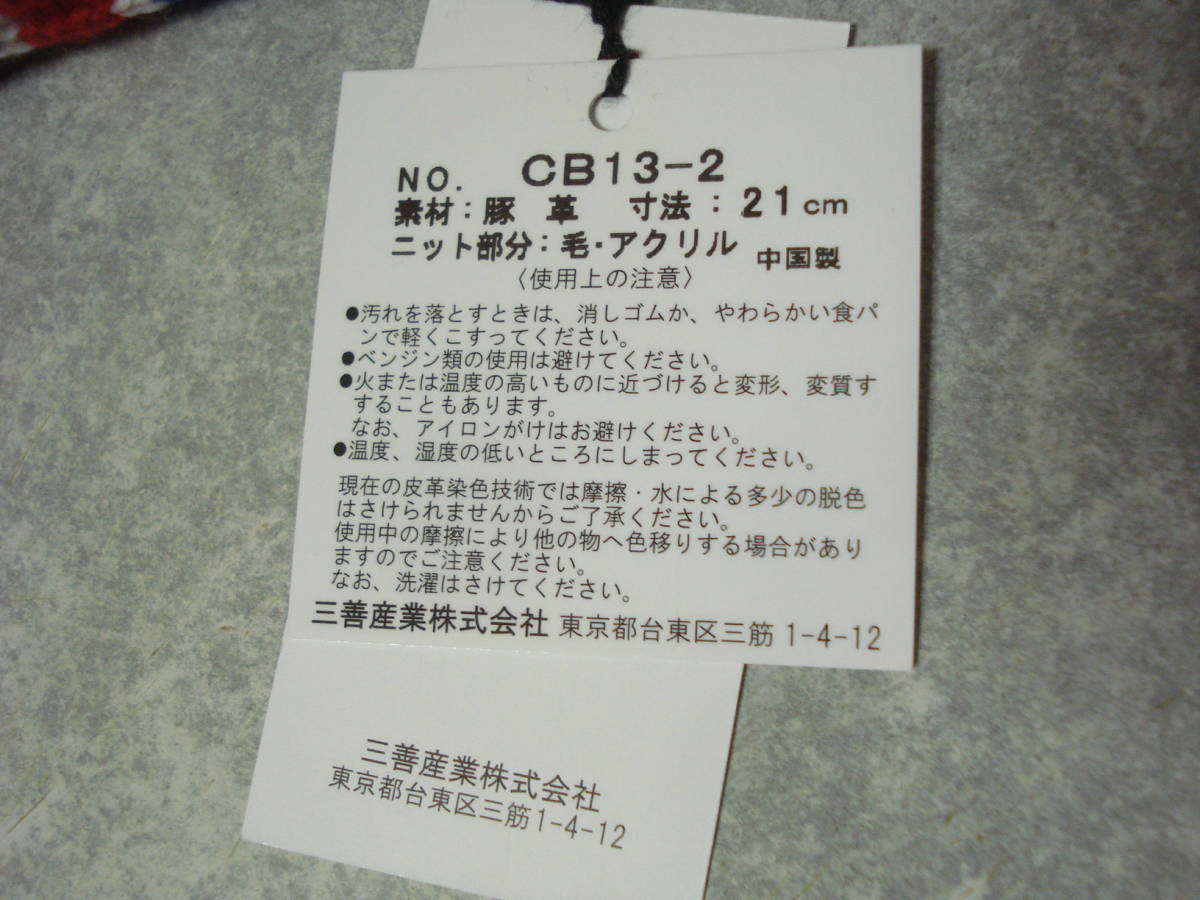 NO. CB13-2
素材:豚 革 寸法:21cm
ニット部分:毛・アクリル 中国製
〈使用上の注意〉
●汚れを落とすときは、消しゴムか、やわらかい食パ
ンで軽くこすってください。
●ベンジン類の使用は避けてください。
●火または温度の高いものに近づけると変形、変質す
することもあります。
なお、アイロンがけはお避けください。
●温度、湿度の低いところにしまってください。
現在の皮革染色技術では摩擦・水による多少の脱色
はさけられませんからご了承ください。
使用中の摩擦により他の物へ色移りする場合があり
ますのでご注意ください。
なお、洗濯はさけてください。
三善産業株式会社 東京都台東区三筋 1-4-12
三善産業株式会社
東京都台東区三筋1-4-12